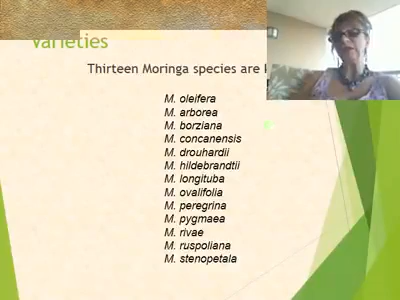 Varieties
Thirteen Moringa species are
M. oleifera
M. arborea
M. borziana
M. concanensis
M. drouhardii
M. hildebrandtii
M. longituba
M. ovalifolia
M. peregrina
M. pygmaea
M. rivae
M. ruspoliana
M. stenopetala